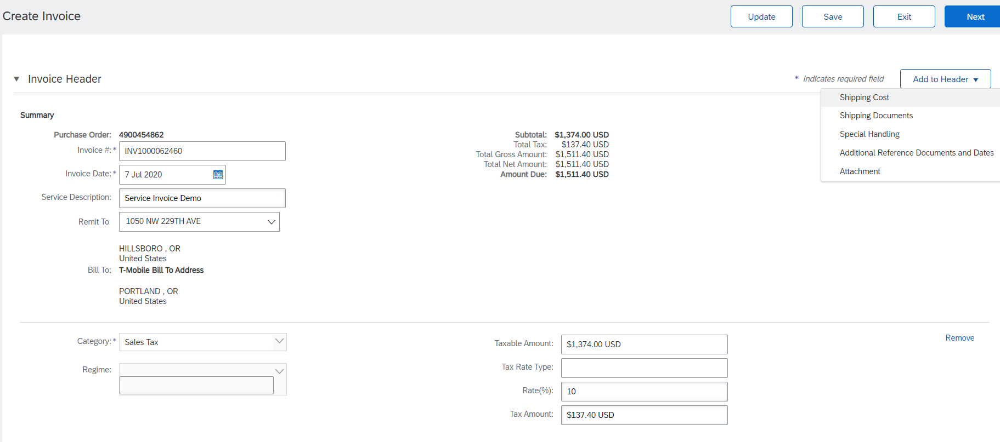 Create Invoice
Update
Save
Exit
Next
Invoice Header
* Indicates required field
Add to Header
Shipping Cost
Shipping Documents
Special Handling
Additional Reference Documents and Dates
Attachment
Summary
Purchase Order: 4900454862
Invoice #:* INV1000062460
Invoice Date:* 7 Jul 2020
Service Description: Service Invoice Demo
Remit To 1050 NW 229TH AVE
HILLSBORO , OR
United States
Bill To: T-Mobile Bill To Address
PORTLAND , OR
United States
Subtotal: $1,374.00 USD
Total Tax: $137.40 USD
Total Gross Amount: $1,511.40 USD
Total Net Amount: $1,511.40 USD
Amount Due: $1,511.40 USD
Category:* Sales Tax
Regime:
Taxable Amount: $1,374.00 USD
Tax Rate Type:
Rate(%): 10
Tax Amount: $137.40 USD
Remove